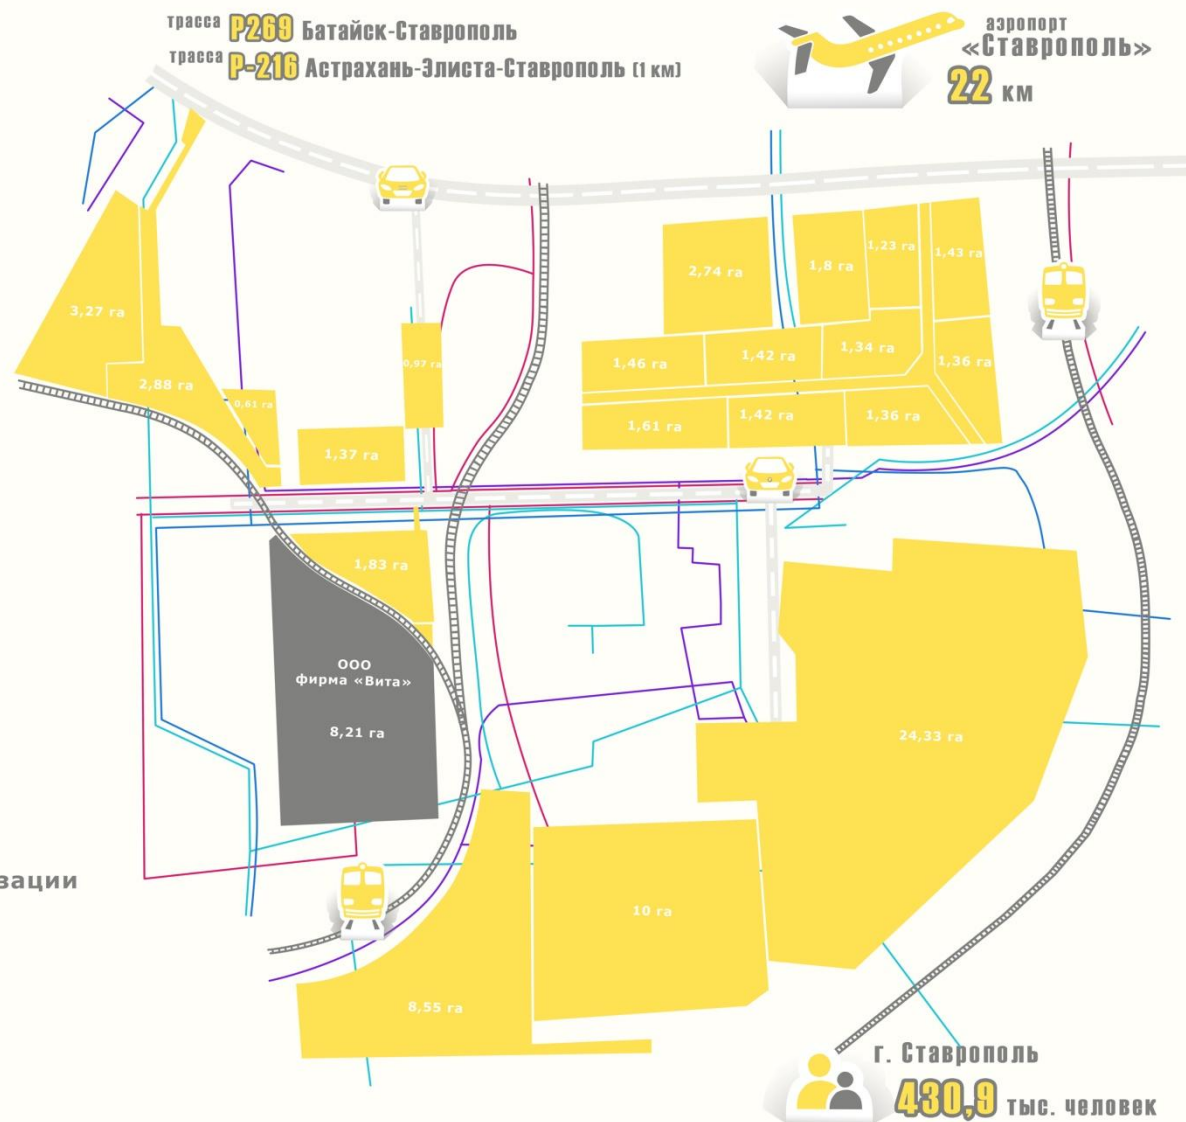 трасса Р269 Батайск-Ставрополь
трасса Р-216 Астрахань-Элиста-Ставрополь (1 км)
аэропорт
«Ставрополь»
22 км
3,27 га
2,88 га
0,61 га
1,37 га
0,97 га
2,74 га
1,8 га
1,23 га
1,43 га
1,46 га
1,42 га
1,34 га
1,36 га
1,61 га
1,42 га
1,36 га
1,83 га
ООО
фирма «Вита»
8,21 га
24,33 га
зации
10 га
8,55 га
г. Ставрополь
430,9 тыс. человек